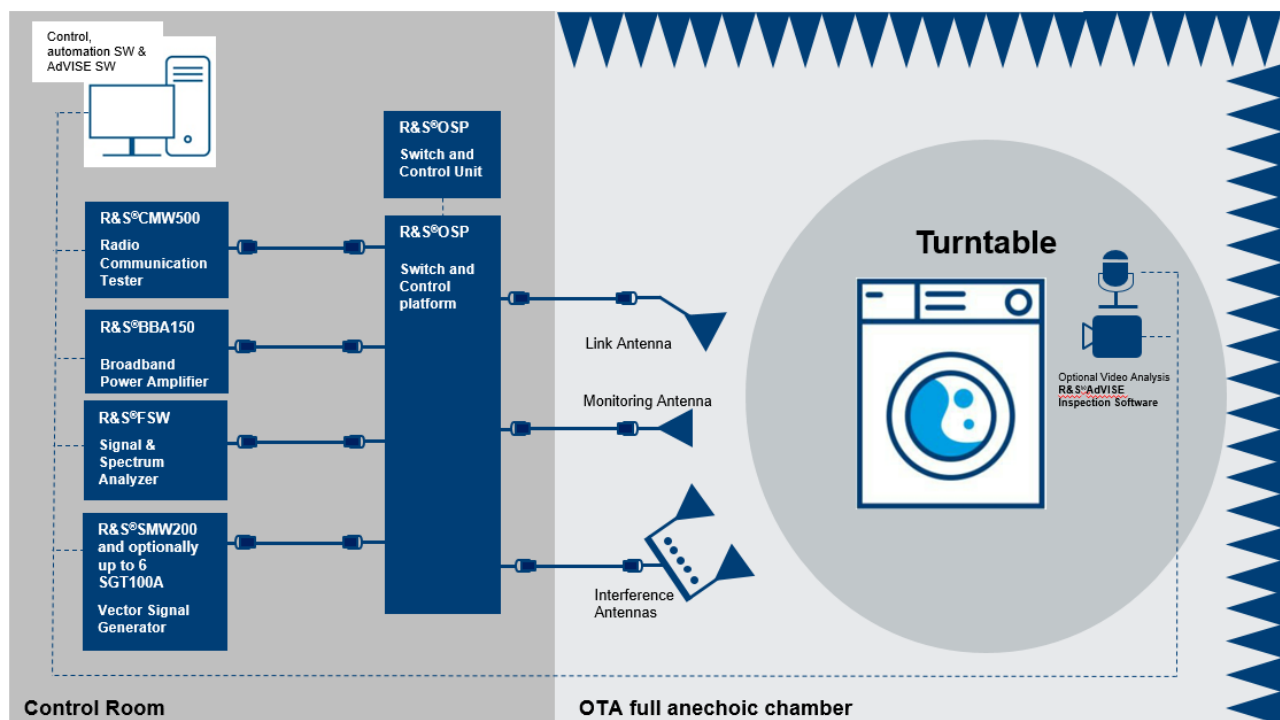 Control,
automation SW &
AdVISE SW
R&S®OSP
Switch and
Control Unit
R&S®CMW500
Radio
Communication
Tester
R&S®OSP
Switch and
Control
platform
R&S®BBA150
Broadband
Power Amplifier
R&S®FSW
Signal &
Spectrum
Analyzer
R&S®SMW200
and optionally
up to 6
SGT100A
Vector Signal
Generator
Link Antenna
Monitoring Antenna
Interference
Antennas
Turntable
Optional Video Analysis
R&S®AdVISE
Inspection Software
Control Room
OTA full anechoic chamber